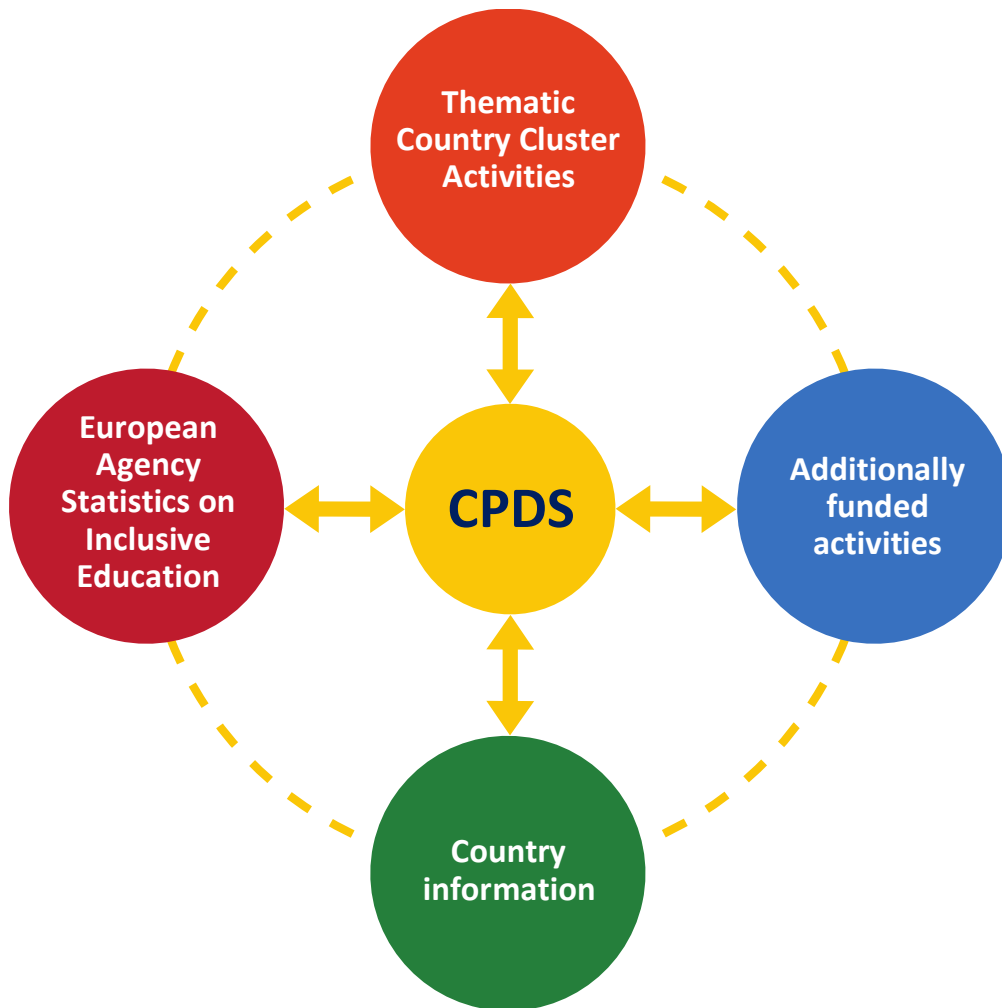 Thematic
Country Cluster
Activities
European
Agency
Statistics on
Inclusive
Education
CPDS
Additionally
funded
activities
Country
information